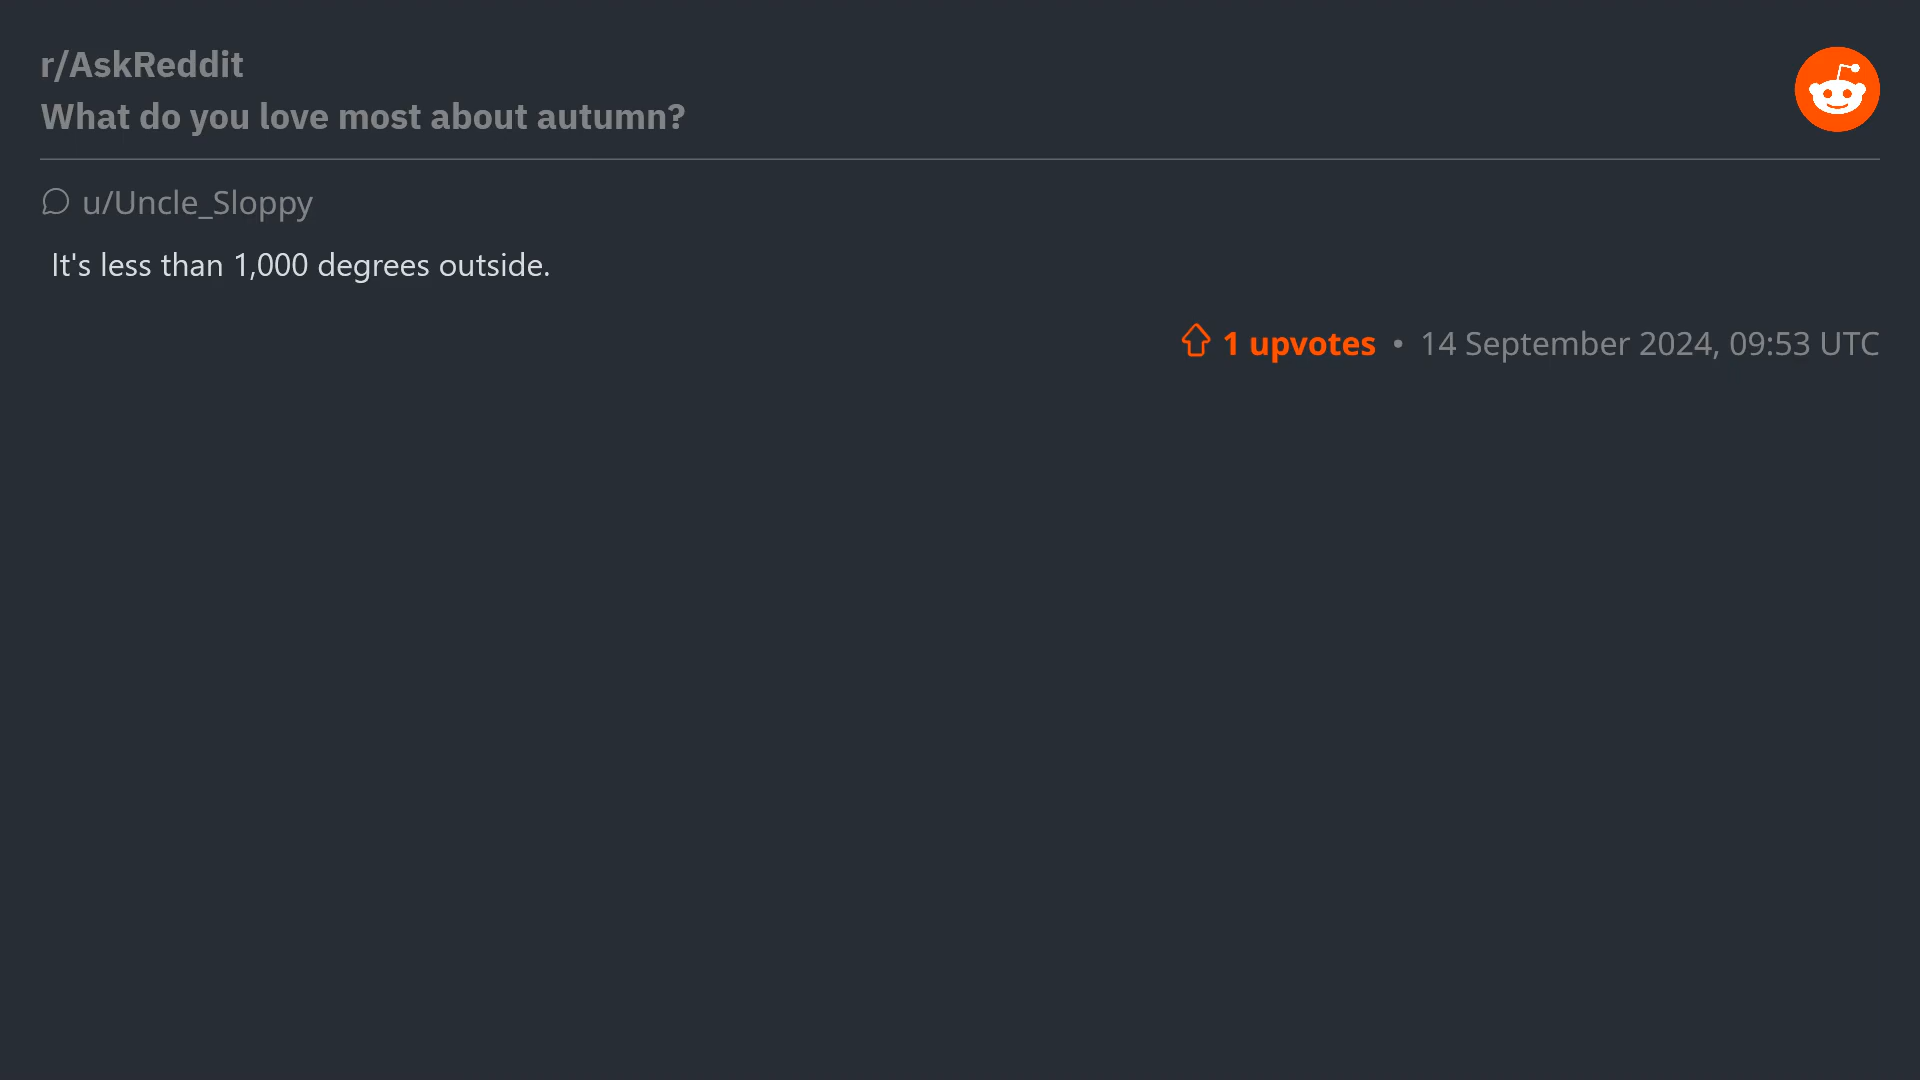 r/AskReddit
What do you love most about autumn?
u/Uncle_Sloppy
It's less than 1,000 degrees outside.
1 upvotes • 14 September 2024, 09:53 UTC